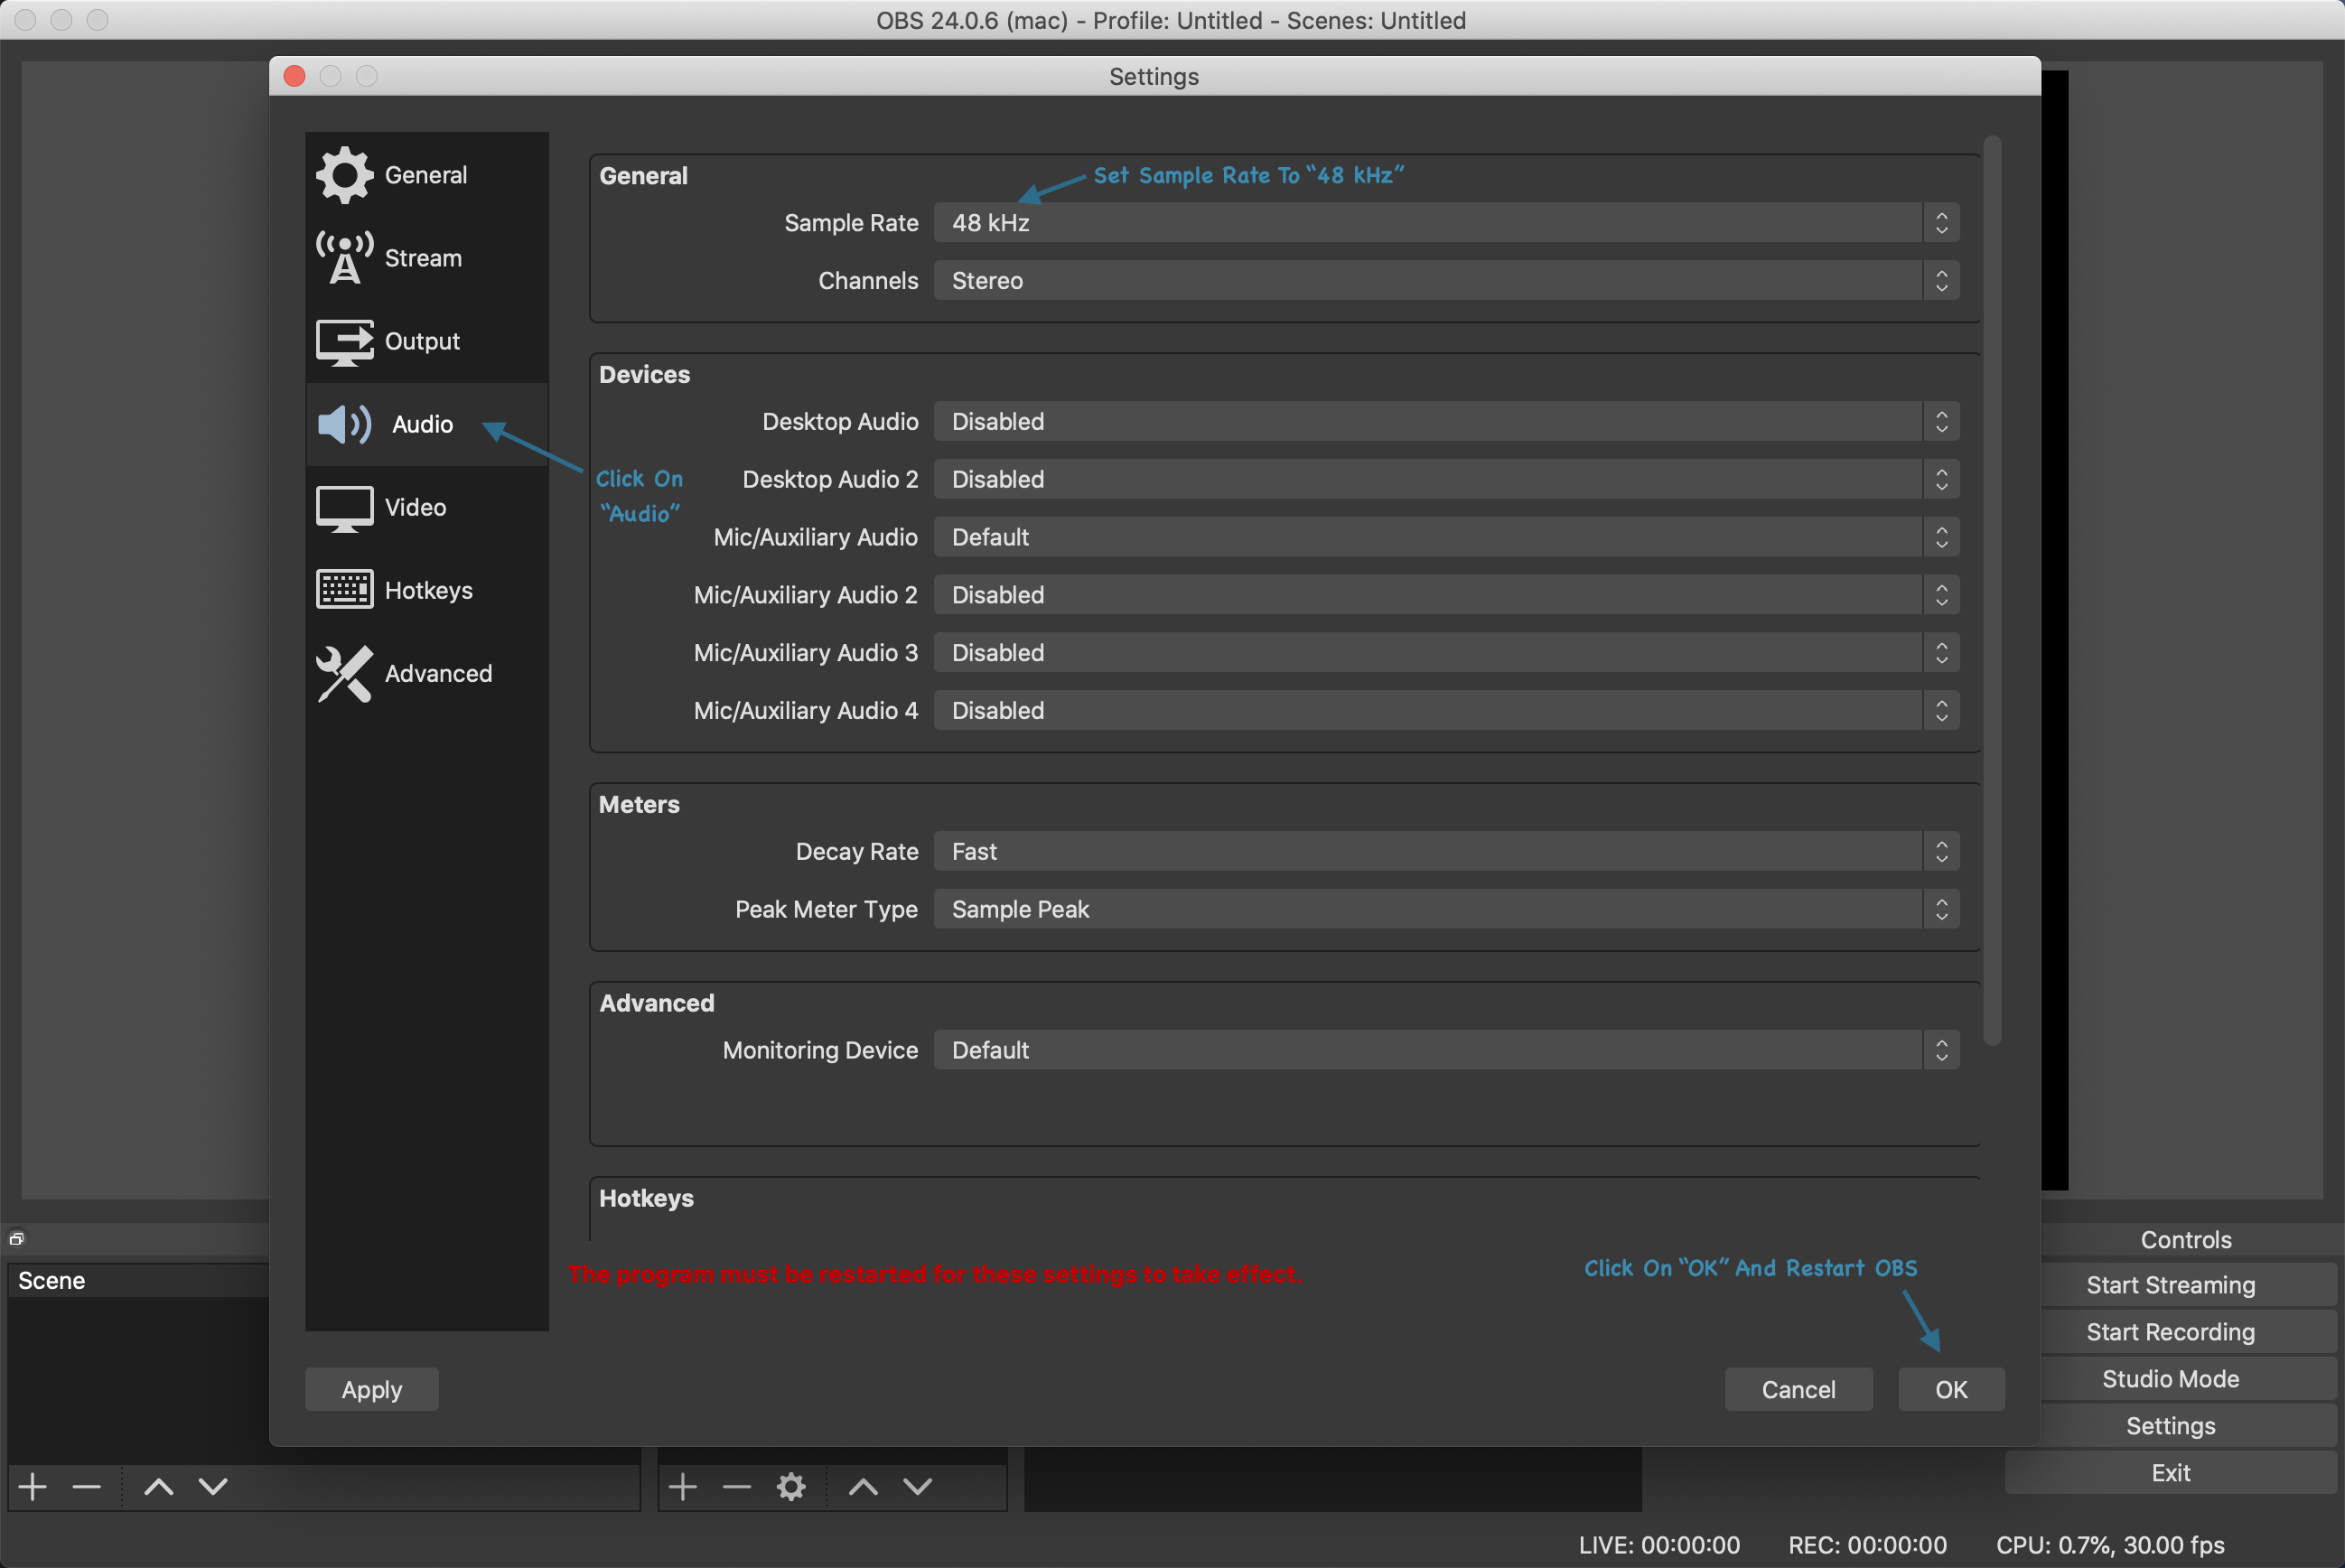 OBS 24.0.6 (mac) - Profile: Untitled - Scenes: Untitled
Settings
General
Stream
Output
Audio
Video
Hotkeys
Advanced
General
Set Sample Rate To “48 kHz”
Sample Rate 48 kHz
Channels Stereo
Devices
Desktop Audio Disabled
Click On
“Audio”
Desktop Audio 2 Disabled
Mic/Auxiliary Audio Default
Mic/Auxiliary Audio 2 Disabled
Mic/Auxiliary Audio 3 Disabled
Mic/Auxiliary Audio 4 Disabled
Meters
Decay Rate Fast
Peak Meter Type Sample Peak
Advanced
Monitoring Device Default
Hotkeys
The program must be restarted for these settings to take effect.
Click On “OK” And Restart OBS
Apply
Cancel
OK
Scene
Controls
Start Streaming
Start Recording
Studio Mode
Settings
Exit
LIVE: 00:00:00 REC: 00:00:00 CPU: 0.7%, 30.00 fps